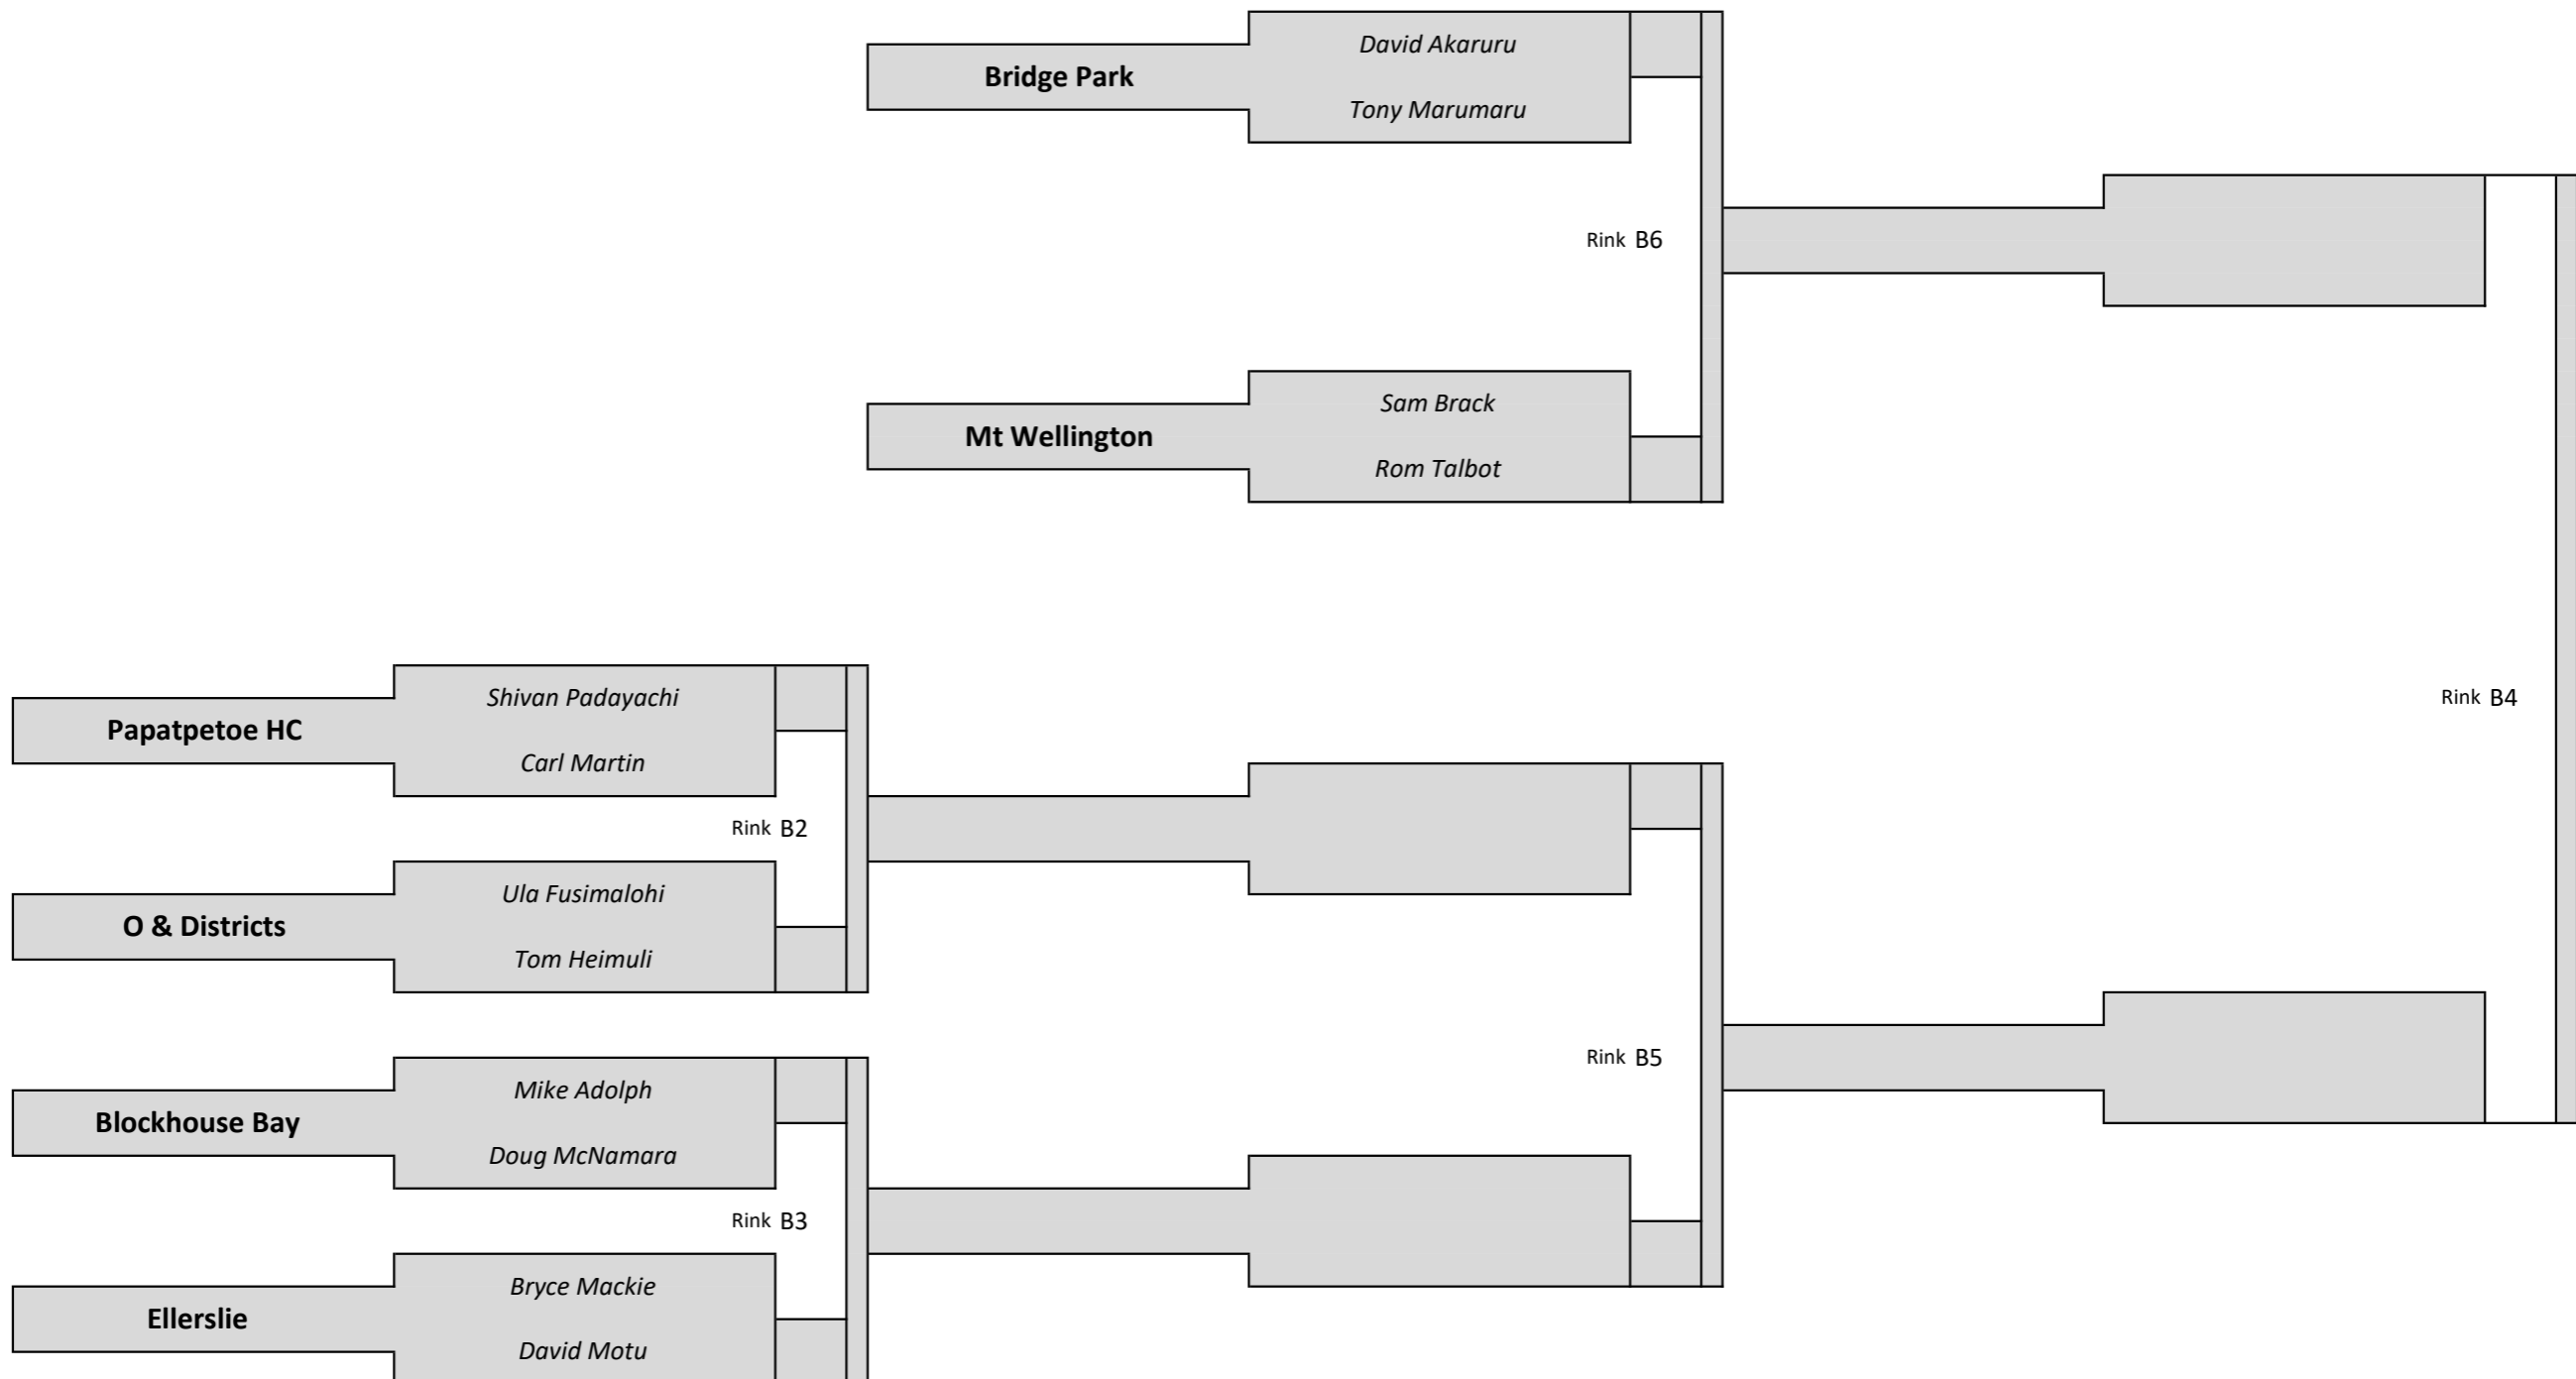 David Akaruru
Bridge Park
Tony Marumaru
Rink B6
Sam Brack
Mt Wellington
Rom Talbot
Shivan Padayachi
Papatpetoe HC
Carl Martin
Rink B4
Rink B2
Ula Fusimalohi
O & Districts
Tom Heimuli
Rink B5
Mike Adolph
Blockhouse Bay
Doug McNamara
Rink B3
Bryce Mackie
Ellerslie
David Motu